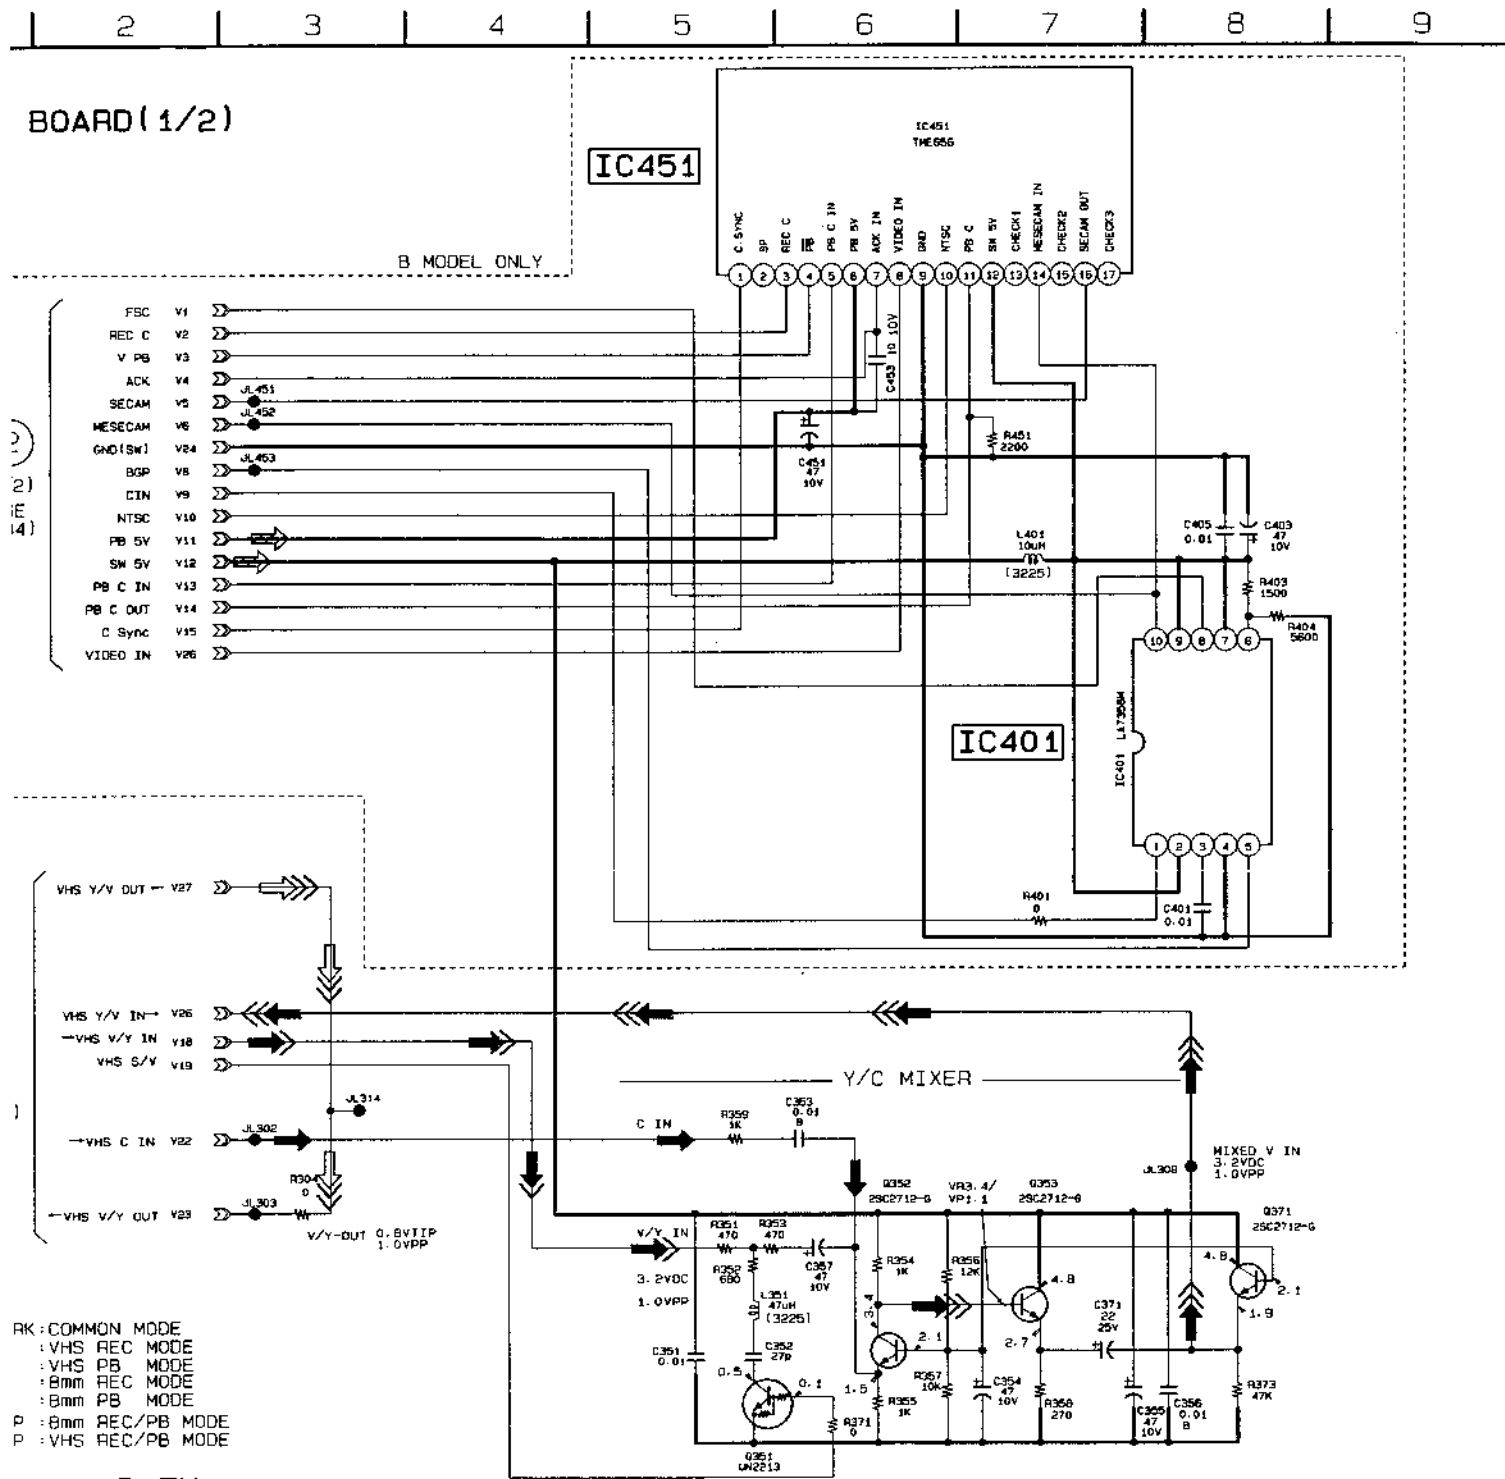 2 3 4 5 6 7 8 9
BOARD(1/2)
IC451
IC451
TME65G
C.SYNC
BP
REC C
PB
PB C IN
PB 5V
ACK IN
VIDEO IN
GND
NTSC
PB C
SW 5V
CHECK1
MESECAM IN
CHECK2
SECAM OUT
CHECK3
1 2 3 4 5 6 7 8 9 10 11 12 13 14 15 16 17
B MODEL ONLY
FSC V1
REC C V2
V PB V3
ACK V4
SECAM V5
JL451
MESECAM V6
JL452
GND(SW) V24
BGP V8
JL453
CIN V9
NTSC V10
PB 5V V11
SW 5V V12
PB C IN V13
PB C OUT V14
C Sync V15
VIDEO IN V26
2)
C453
10 10V
C451
47
10V
R451
2200
L401
10uH
(3225)
C405
0.01
C403
47
10V
R403
1500
R404
5600
10 9 8 7 6
IC401
IC401 LA7358M
1 2 3 4 5
R401
0
C401
0.01
VHS Y/V OUT← V27
VHS Y/V IN→ V26
→VHS V/Y IN V18
VHS S/V V19
JL314
→VHS C IN V22
JL302
R304
0
←VHS V/Y OUT V23
JL303
V/Y-OUT 0.8VTIP
1.0VPP
Y/C MIXER
C IN
R359
1K
C353
0.01
B
V/Y IN
3.2VDC
1.0VPP
R351
470
R353
470
R352
680
L351
47uH
(3225)
C357
47
10V
C351
0.01
C352
27p
0.5
0.1
Q351
UN2213
R371
0
Q352
2SC2712-G
R354
1K
3.4
2.1
1.5
R355
1K
VR3.4/
VP1.1
R356
12K
R357
10K
C354
47
10V
Q353
2SC2712-G
4.8
2.7
R358
270
C371
22
25V
C355
47
10V
C356
0.01
B
JL308
MIXED V IN
3.2VDC
1.0VPP
Q371
2SC2712-G
4.8
2.1
1.9
R373
47K
RK :COMMON MODE
:VHS REC MODE
:VHS PB MODE
:8mm REC MODE
:8mm PB MODE
P :8mm REC/PB MODE
P :VHS REC/PB MODE